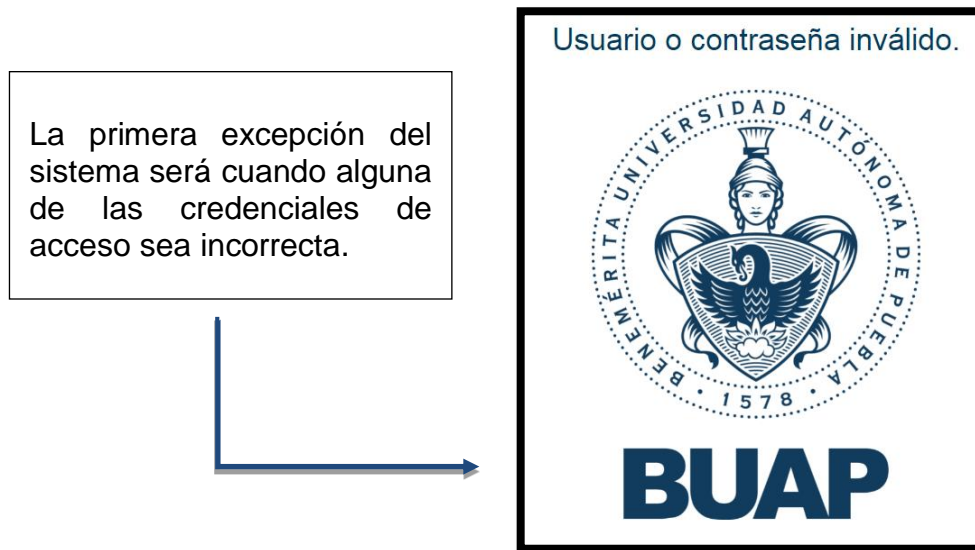 La primera excepción del
sistema será cuando alguna
de las credenciales de
acceso sea incorrecta.
Usuario o contraseña inválido.
BENEMÉRITA UNIVERSIDAD AUTÓNOMA DE PUEBLA
· 1578 ·
BUAP